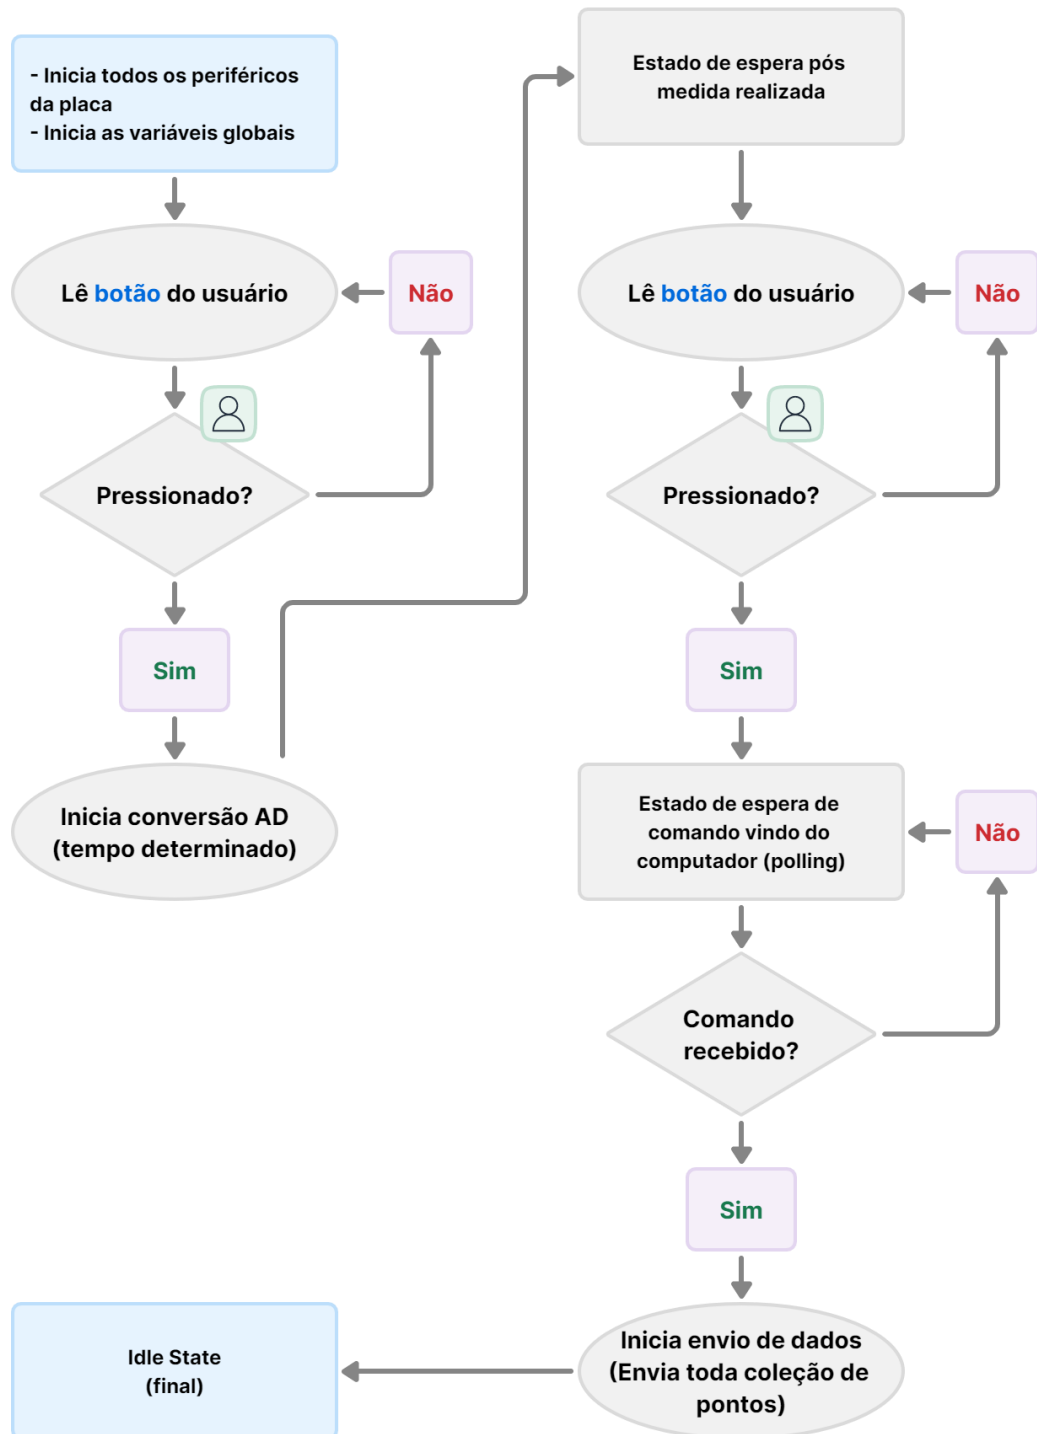 - Inicia todos os periféricos
da placa
- Inicia as variáveis globais
Lê botão do usuário
Não
Pressionado?
Sim
Inicia conversão AD
(tempo determinado)
Estado de espera pós
medida realizada
Lê botão do usuário
Não
Pressionado?
Sim
Estado de espera de
comando vindo do
computador (polling)
Não
Comando
recebido?
Sim
Inicia envio de dados
(Envia toda coleção de
pontos)
Idle State
(final)